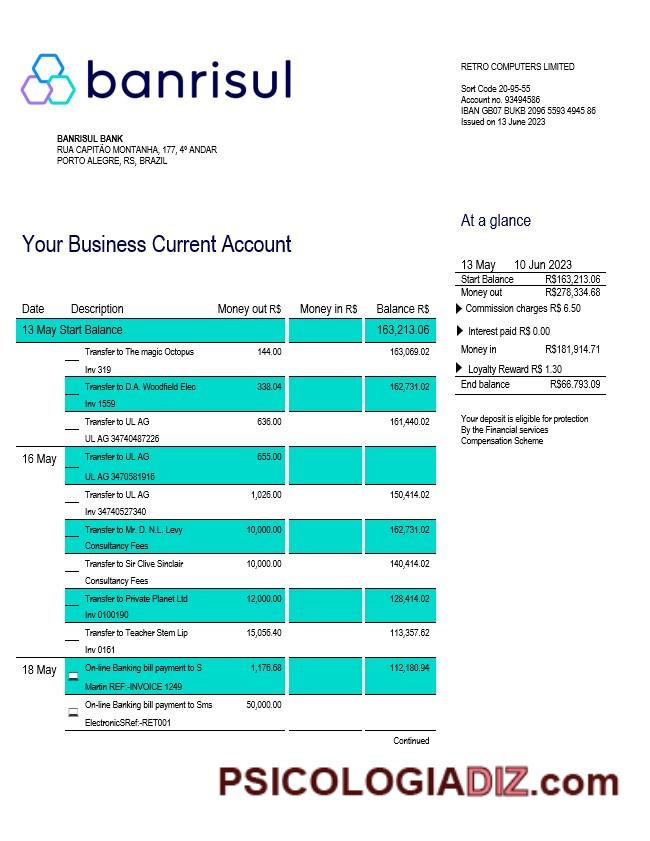 banrisul
RETRO COMPUTERS LIMITED
Sort Code 20-95-55
Account no. 93494586
IBAN GB07 BUKB 2096 5593 4945 86
Issued on 13 June 2023
BANRISUL BANK
RUA CAPITÃO MONTANHA, 177, 4º ANDAR
PORTO ALEGRE, RS, BRAZIL
At a glance
13 May 10 Jun 2023
Start Balance R$163,213.06
Money out R$278,334.68
Commission charges R$ 6.50
Interest paid R$ 0.00
Money in R$181,914.71
Loyalty Reward R$ 1.30
End balance R$66.793.09
Your deposit is eligible for protection
By the Financial services
Compensation Scheme
Your Business Current Account
Date Description Money out R$ Money in R$ Balance R$
13 May Start Balance 163,213.06
Transfer to The magic Octopus 144.00 163,069.02
Inv 319
Transfer to D.A. Woodfield Elec 338.04 162,731.02
Inv 1559
Transfer to UL AG 636.00 161,440.02
UL AG 34740487226
16 May Transfer to UL AG 655.00
UL AG 3470581916
Transfer to UL AG 1,026.00 150,414.02
Inv 34740527340
Transfer to Mr. D. N.L. Levy 10,000.00 162,731.02
Consultancy Fees
Transfer to Sir Clive Sinclair 10,000.00 140,414.02
Consultancy Fees
Transfer to Private Planet Ltd 12,000.00 128,414.02
Inv 0100190
Transfer to Teacher Stem Lip 15,056.40 113,357.62
Inv 0161
18 May On-line Banking bill payment to S 1,176.68 112,180.94
Martin REF:-INVOICE 1249
On-line Banking bill payment to Sms 50,000.00
ElectronicSRef:-RET001
Continued
PSICOLOGIADIZ.com